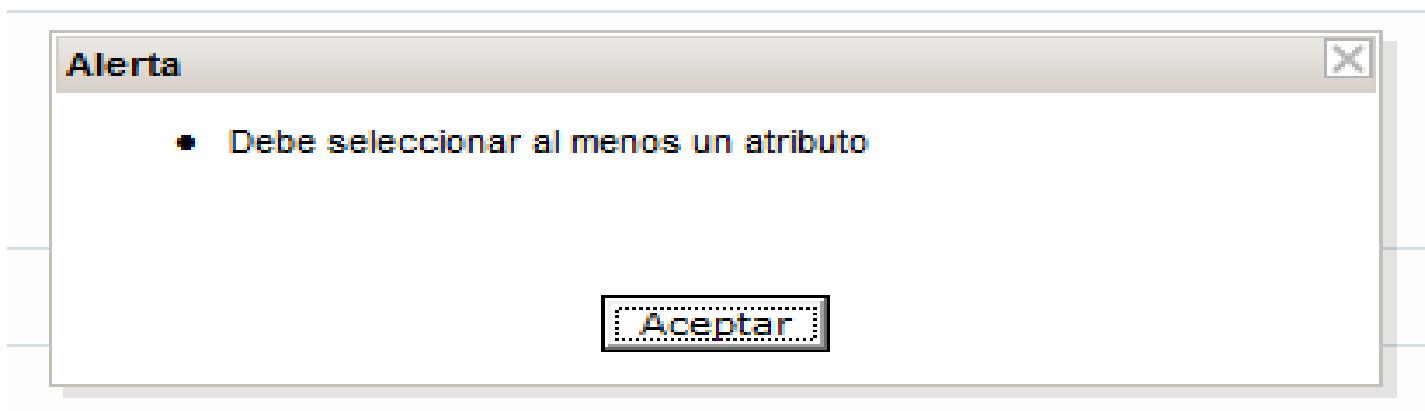 Alerta
• Debe seleccionar al menos un atributo
Aceptar